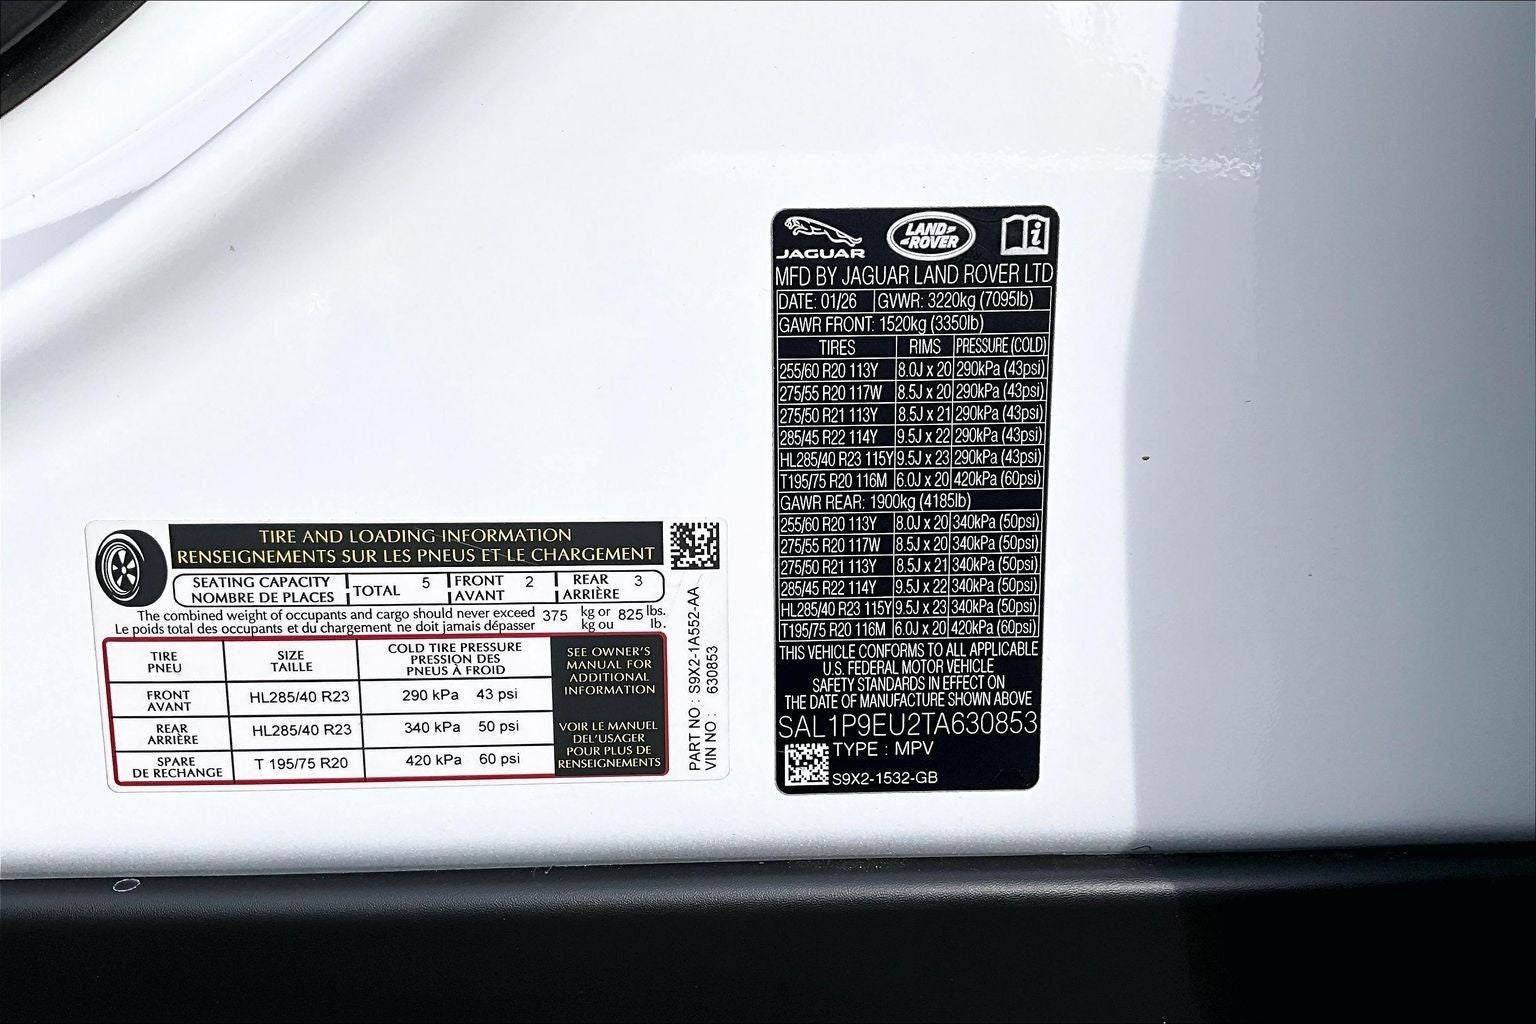 TIRE AND LOADING INFORMATION
RENSEIGNEMENTS SUR LES PNEUS ET LE CHARGEMENT
SEATING CAPACITY
NOMBRE DE PLACES
TOTAL 5
FRONT
AVANT
2
REAR
ARRIÈRE
3
The combined weight of occupants and cargo should never exceed
Le poids total des occupants et du chargement ne doit jamais dépasser
375 kg or 825 lbs.
kg ou lb.
TIRE
PNEU
SIZE
TAILLE
COLD TIRE PRESSURE
PRESSION DES
PNEUS À FROID
FRONT
AVANT
HL285/40 R23
290 kPa 43 psi
REAR
ARRIÈRE
HL285/40 R23
340 kPa 50 psi
SPARE
DE RECHANGE
T 195/75 R20
420 kPa 60 psi
SEE OWNER'S
MANUAL FOR
ADDITIONAL
INFORMATION
VOIR LE MANUEL
DEL'USAGER
POUR PLUS DE
RENSEIGNEMENTS
PART NO : S9X2-1A552-AA
VIN NO : 630853
JAGUAR
LAND-
-ROVER
i
MFD BY JAGUAR LAND ROVER LTD
DATE: 01/26 GVWR: 3220kg (7095lb)
GAWR FRONT: 1520kg (3350lb)
TIRES RIMS PRESSURE (COLD)
255/60 R20 113Y 8.0J x 20 290kPa (43psi)
275/55 R20 117W 8.5J x 20 290kPa (43psi)
275/50 R21 113Y 8.5J x 21 290kPa (43psi)
285/45 R22 114Y 9.5J x 22 290kPa (43psi)
HL285/40 R23 115Y 9.5J x 23 290kPa (43psi)
T195/75 R20 116M 6.0J x 20 420kPa (60psi)
GAWR REAR: 1900kg (4185lb)
255/60 R20 113Y 8.0J x 20 340kPa (50psi)
275/55 R20 117W 8.5J x 20 340kPa (50psi)
275/50 R21 113Y 8.5J x 21 340kPa (50psi)
285/45 R22 114Y 9.5J x 22 340kPa (50psi)
HL285/40 R23 115Y 9.5J x 23 340kPa (50psi)
T195/75 R20 116M 6.0J x 20 420kPa (60psi)
THIS VEHICLE CONFORMS TO ALL APPLICABLE
U.S. FEDERAL MOTOR VEHICLE
SAFETY STANDARDS IN EFFECT ON
THE DATE OF MANUFACTURE SHOWN ABOVE
SAL1P9EU2TA630853
TYPE : MPV
S9X2-1532-GB